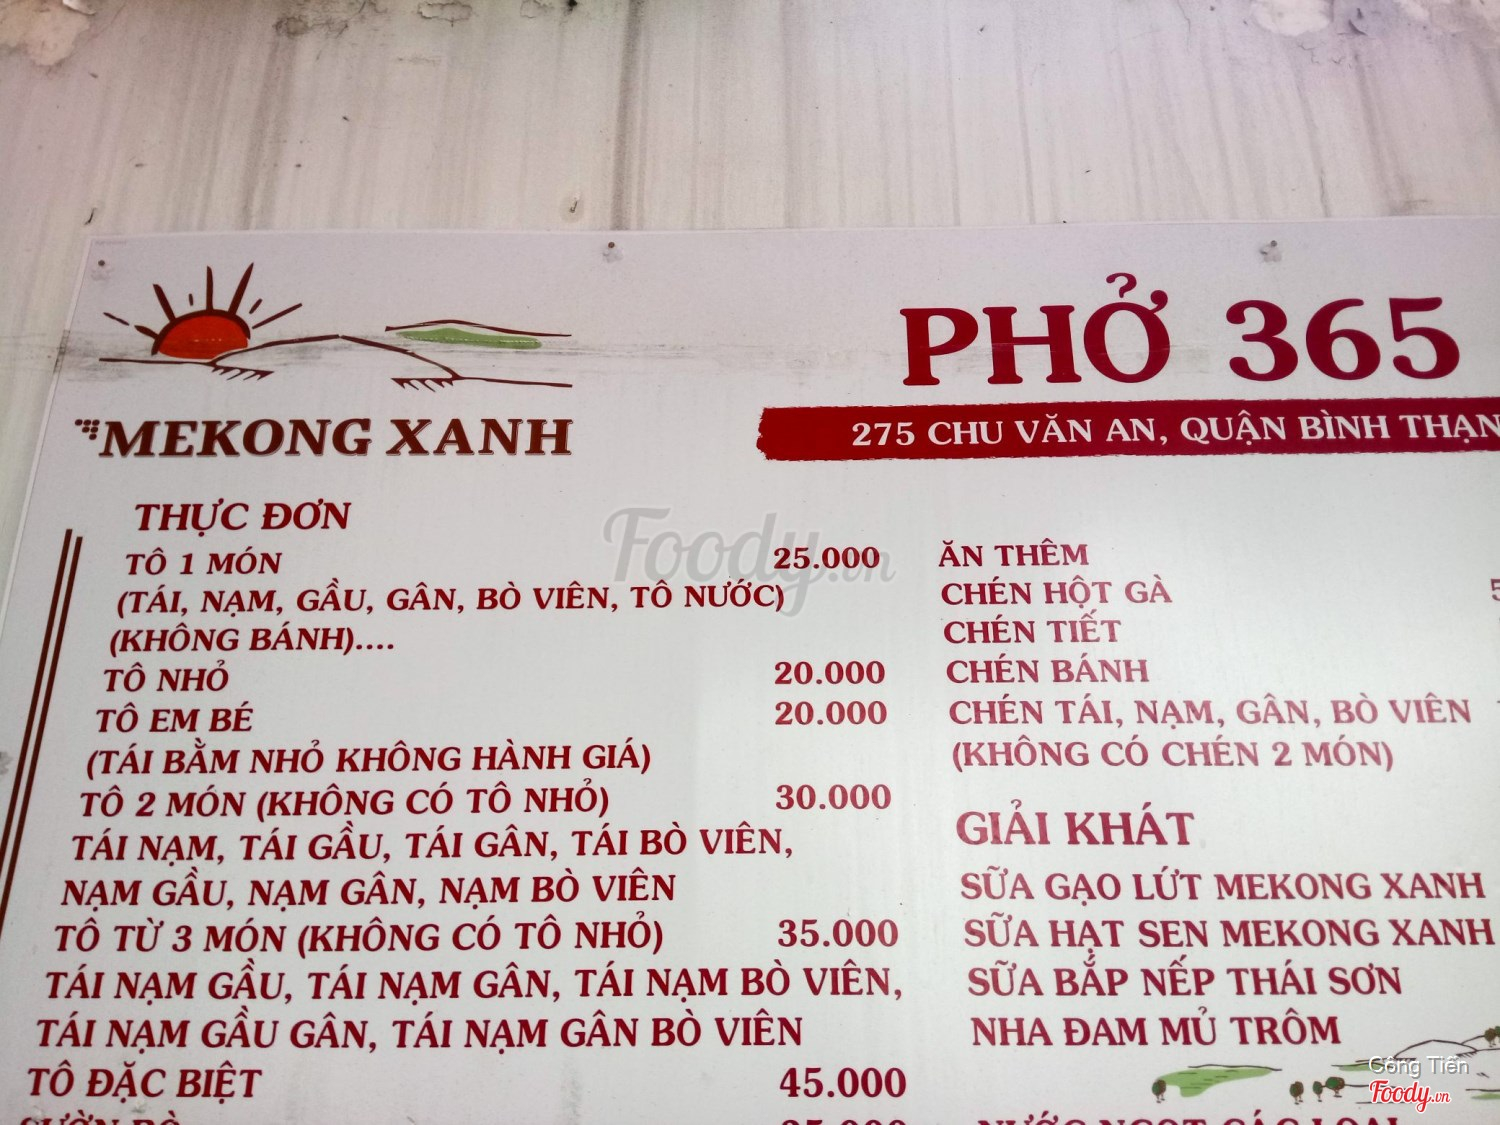 MEKONG XANH
PHỞ 365
275 CHU VĂN AN, QUẬN BÌNH
THỰC ĐƠN
TÔ 1 MÓN 25.000
(TÁI, NẠM, GẦU, GÂN, BÒ VIÊN, TÔ NƯỚC)
(KHÔNG BÁNH)....
TÔ NHỎ 20.000
TÔ EM BÉ 20.000
(TÁI BẰM NHỎ KHÔNG HÀNH GIÁ)
TÔ 2 MÓN (KHÔNG CÓ TÔ NHỎ) 30.000
TÁI NẠM, TÁI GẦU, TÁI GÂN, TÁI BÒ VIÊN,
NẠM GẦU, NẠM GÂN, NẠM BÒ VIÊN
TÔ TỪ 3 MÓN (KHÔNG CÓ TÔ NHỎ) 35.000
TÁI NẠM GẦU, TÁI NẠM GÂN, TÁI NẠM BÒ VIÊN,
TÁI NẠM GẦU GÂN, TÁI NẠM GÂN BÒ VIÊN
TÔ ĐẶC BIỆT 45.000
ĂN THÊM
CHÉN HỘT GÀ
CHÉN TIẾT
CHÉN BÁNH
CHÉN TÁI, NẠM, GÂN, BÒ VIÊN
(KHÔNG CÓ CHÉN 2 MÓN)
GIẢI KHÁT
SỮA GẠO LỨT MEKONG XANH
SỮA HẠT SEN MEKONG XANH
SỮA BẮP NẾP THÁI SƠN
NHA ĐAM MỦ TRÔM
Foody.vn
Công Tiến
Foody.vn